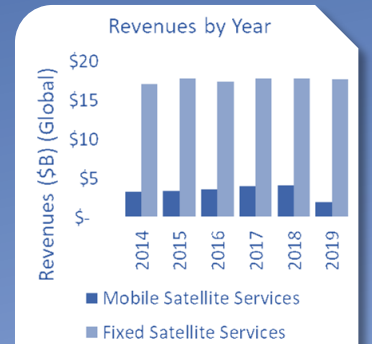 Revenues by Year
Revenues ($B) (Global)
$20
$15
$10
$5
$-
2014
2015
2016
2017
2018
2019
Mobile Satellite Services
Fixed Satellite Services